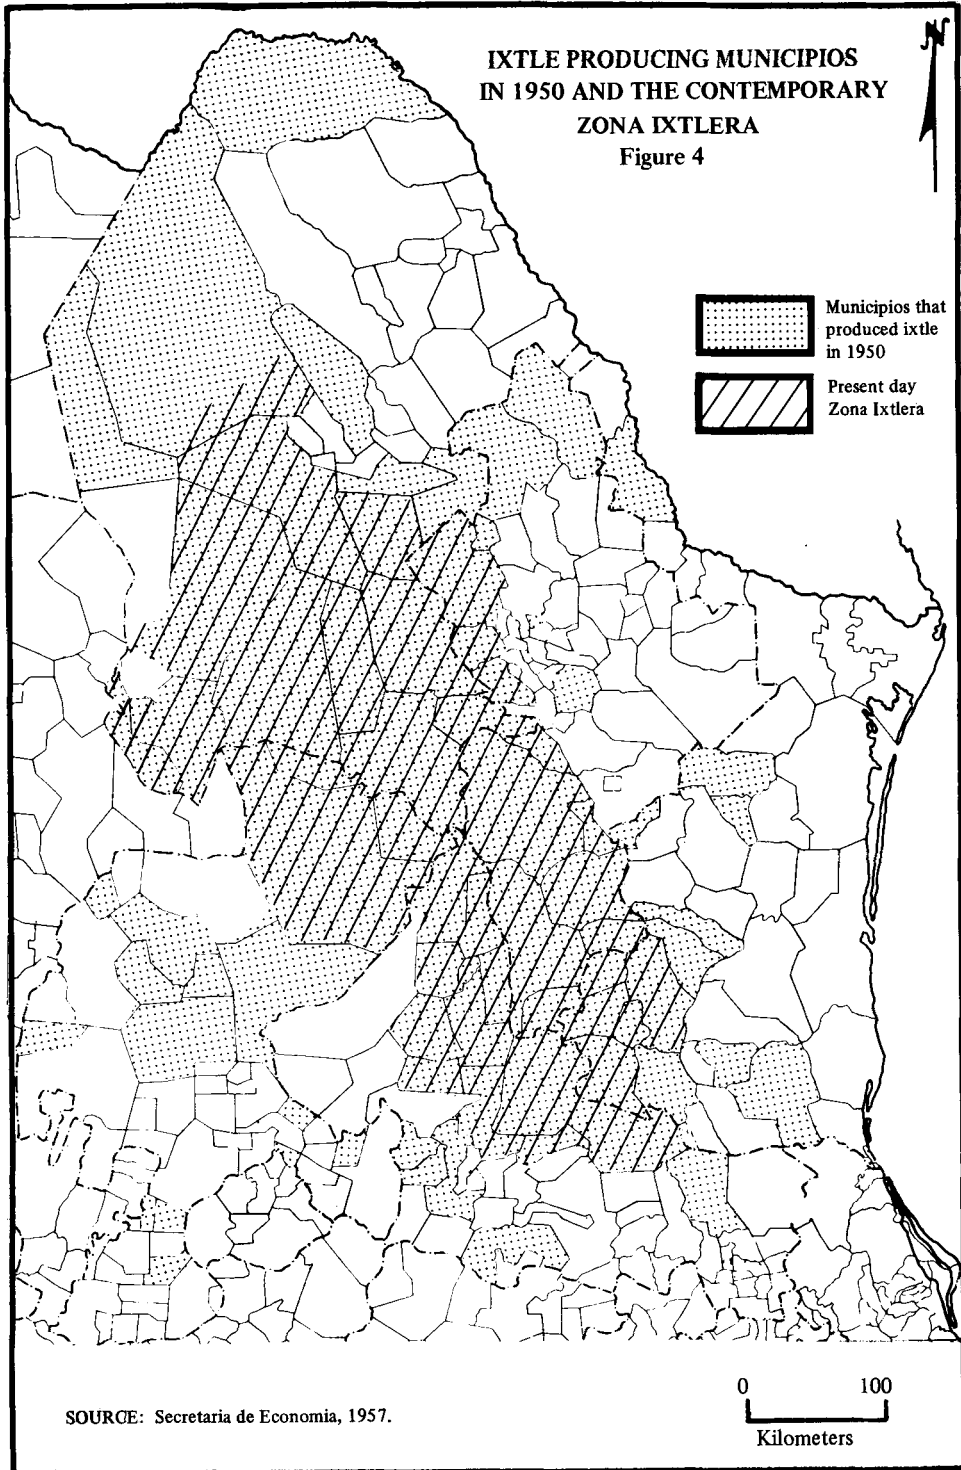 IXTLE PRODUCING MUNICIPIOS
IN 1950 AND THE CONTEMPORARY
ZONA IXTLERA
Figure 4
N
Municipios that
produced ixtle
in 1950
Present day
Zona Ixtlera
0 100
Kilometers
SOURCE: Secretaria de Economia, 1957.